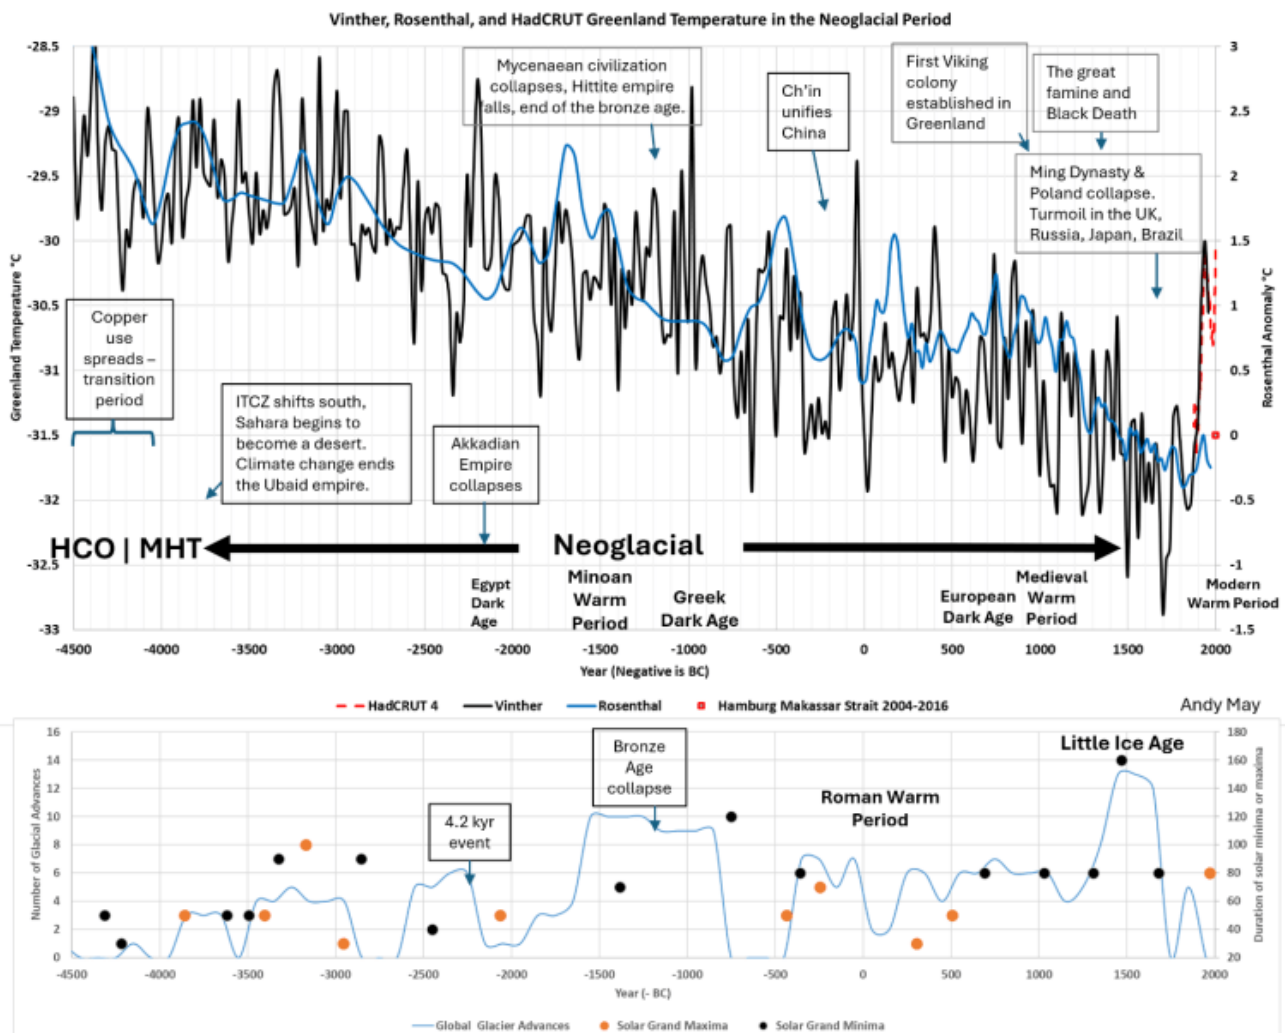 Vinther, Rosenthal, and HadCRUT Greenland Temperature in the Neoglacial Period
-28.5
-29
-29.5
-30
-30.5
-31
-31.5
-32
-32.5
-33
Greenland Temperature °C
3
2.5
2
1.5
1
0.5
0
-0.5
-1
-1.5
Rosenthal Anomaly °C
Mycenaean civilization
collapses, Hittite empire
falls, end of the bronze age.
Ch'in
unifies
China
First Viking
colony
established in
Greenland
The great
famine and
Black Death
Ming Dynasty &
Poland collapse.
Turmoil in the UK,
Russia, Japan, Brazil
Copper
use
spreads –
transition
period
ITCZ shifts south,
Sahara begins to
become a desert.
Climate change ends
the Ubaid empire.
Akkadian
Empire
collapses
HCO | MHT
Neoglacial
Egypt
Dark
Age
Minoan
Warm
Period
Greek
Dark Age
European
Dark Age
Medieval
Warm
Period
Modern
Warm Period
-4500 -4000 -3500 -3000 -2500 -2000 -1500 -1000 -500 0 500 1000 1500 2000
Year (Negative is BC)
HadCRUT 4 Vinther Rosenthal Hamburg Makassar Strait 2004-2016
Andy May
16
14
12
10
8
6
4
2
0
Number of Glacial Advances
180
160
140
120
100
80
60
40
20
Duration of solar minima or maxima
4.2 kyr
event
Bronze
Age
collapse
Roman Warm
Period
Little Ice Age
-4500 -4000 -3500 -3000 -2500 -2000 -1500 -1000 -500 0 500 1000 1500 2000
Year (- BC)
Global Glacier Advances Solar Grand Maxima Solar Grand Minima